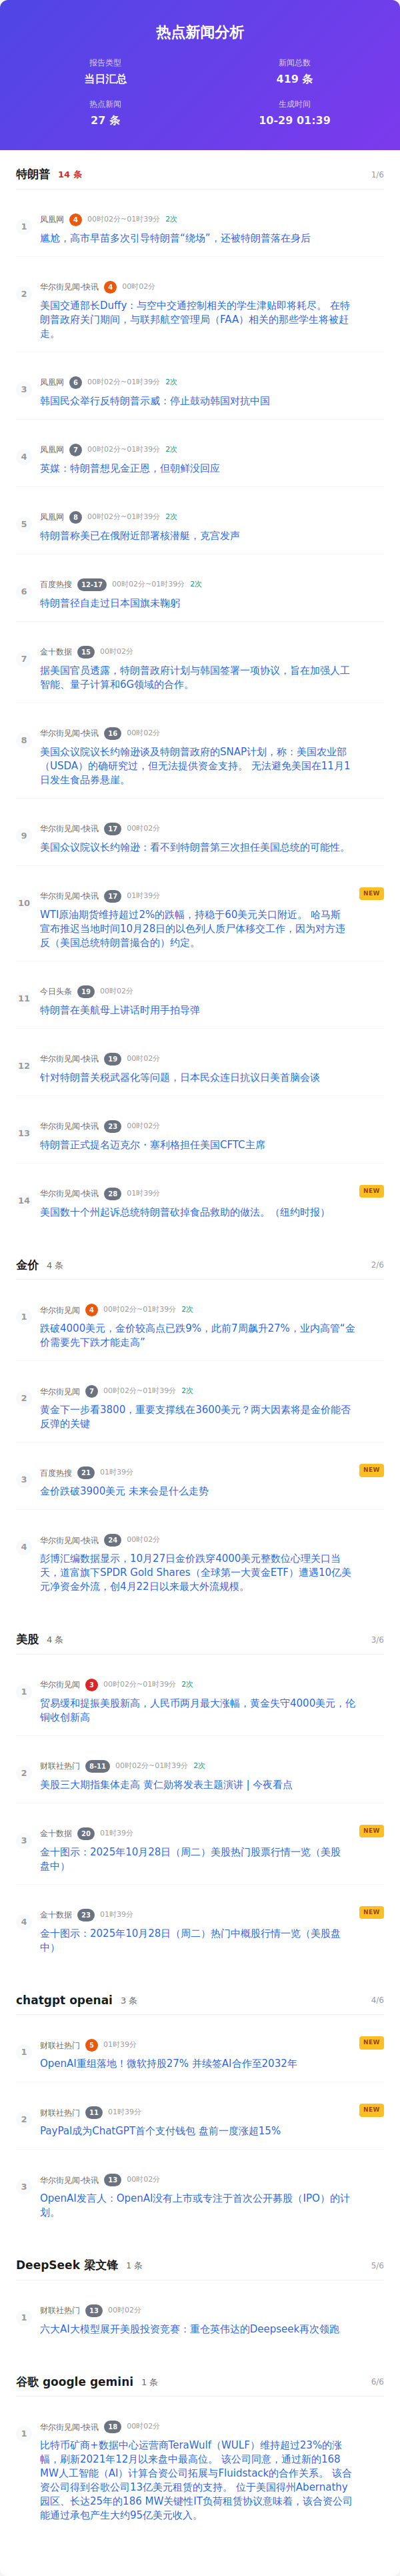 热点新闻分析
报告类型
新闻总数
当日汇总
419 条
热点新闻
生成时间
27 条
10-29 01:39
特朗普 14 条 1/6
1
凤凰网 4 00时02分~01时39分 2次
尴尬，高市早苗多次引导特朗普“绕场”，还被特朗普落在身后
2
华尔街见闻-快讯 4 00时02分
美国交通部长Duffy：与空中交通控制相关的学生津贴即将耗尽。 在特
朗普政府关门期间，与联邦航空管理局（FAA）相关的那些学生将被赶
走。
3
凤凰网 6 00时02分~01时39分 2次
韩国民众举行反特朗普示威：停止鼓动韩国对抗中国
4
凤凰网 7 00时02分~01时39分 2次
英媒：特朗普想见金正恩，但朝鲜没回应
5
凤凰网 8 00时02分~01时39分 2次
特朗普称美已在俄附近部署核潜艇，克宫发声
6
百度热搜 12-17 00时02分~01时39分 2次
特朗普径自走过日本国旗未鞠躬
7
金十数据 15 00时02分
据美国官员透露，特朗普政府计划与韩国签署一项协议，旨在加强人工
智能、量子计算和6G领域的合作。
8
华尔街见闻-快讯 16 00时02分
美国众议院议长约翰逊谈及特朗普政府的SNAP计划，称：美国农业部
（USDA）的确研究过，但无法提供资金支持。 无法避免美国在11月1
日发生食品券悬崖。
9
华尔街见闻-快讯 17 00时02分
美国众议院议长约翰逊：看不到特朗普第三次担任美国总统的可能性。
10
华尔街见闻-快讯 17 01时39分 NEW
WTI原油期货维持超过2%的跌幅，持稳于60美元关口附近。 哈马斯
宣布推迟当地时间10月28日的以色列人质尸体移交工作，因为对方违
反（美国总统特朗普撮合的）约定。
11
今日头条 19 00时02分
特朗普在美航母上讲话时用手拍导弹
12
华尔街见闻-快讯 19 00时02分
针对特朗普关税武器化等问题，日本民众连日抗议日美首脑会谈
13
华尔街见闻-快讯 23 00时02分
特朗普正式提名迈克尔・塞利格担任美国CFTC主席
14
华尔街见闻-快讯 28 01时39分 NEW
美国数十个州起诉总统特朗普砍掉食品救助的做法。（纽约时报）
金价 4 条 2/6
1
华尔街见闻 4 00时02分~01时39分 2次
跌破4000美元，金价较高点已跌9%，此前7周飙升27%，业内高管“金
价需要先下跌才能走高”
2
华尔街见闻 7 00时02分~01时39分 2次
黄金下一步看3800，重要支撑线在3600美元？两大因素将是金价能否
反弹的关键
3
百度热搜 21 01时39分 NEW
金价跌破3900美元 未来会是什么走势
4
华尔街见闻-快讯 24 00时02分
彭博汇编数据显示，10月27日金价跌穿4000美元整数位心理关口当
天，道富旗下SPDR Gold Shares（全球第一大黄金ETF）遭遇10亿美
元净资金外流，创4月22日以来最大外流规模。
美股 4 条 3/6
1
华尔街见闻 3 00时02分~01时39分 2次
贸易缓和提振美股新高，人民币两月最大涨幅，黄金失守4000美元，伦
铜收创新高
2
财联社热门 8-11 00时02分~01时39分 2次
美股三大期指集体走高 黄仁勋将发表主题演讲 | 今夜看点
3
金十数据 20 01时39分 NEW
金十图示：2025年10月28日（周二）美股热门股票行情一览（美股
盘中）
4
金十数据 23 01时39分 NEW
金十图示：2025年10月28日（周二）热门中概股行情一览（美股盘
中）
chatgpt openai 3 条 4/6
1
财联社热门 5 01时39分 NEW
OpenAI重组落地！微软持股27% 并续签AI合作至2032年
2
财联社热门 11 01时39分 NEW
PayPal成为ChatGPT首个支付钱包 盘前一度涨超15%
3
华尔街见闻-快讯 13 00时02分
OpenAI发言人：OpenAI没有上市或专注于首次公开募股（IPO）的计
划。
DeepSeek 梁文锋 1 条 5/6
1
财联社热门 13 00时02分
六大AI大模型展开美股投资竞赛：重仓英伟达的Deepseek再次领跑
谷歌 google gemini 1 条 6/6
1
华尔街见闻-快讯 18 00时02分
比特币矿商+数据中心运营商TeraWulf（WULF）维持超过23%的涨
幅，刷新2021年12月以来盘中最高位。 该公司同意，通过新的168
MW人工智能（AI）计算合资公司拓展与Fluidstack的合作关系。 该合
资公司得到谷歌公司13亿美元租赁的支持。 位于美国得州Abernathy
园区、长达25年的186 MW关键性IT负荷租赁协议意味着，该合资公司
能通过承包产生大约95亿美元收入。